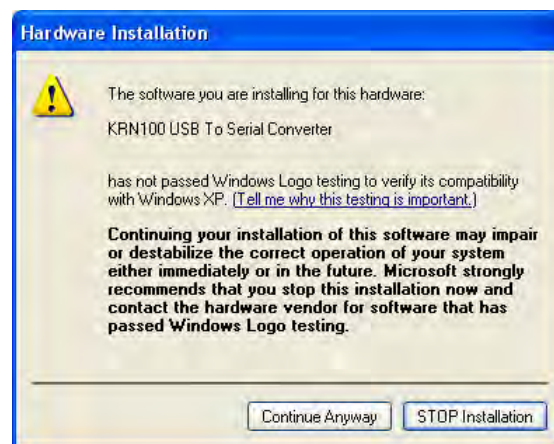 Hardware Installation
The software you are installing for this hardware:
KRN100 USB To Serial Converter
has not passed Windows Logo testing to verify its compatibility
with Windows XP. (Tell me why this testing is important.)
Continuing your installation of this software may impair
or destabilize the correct operation of your system
either immediately or in the future. Microsoft strongly
recommends that you stop this installation now and
contact the hardware vendor for software that has
passed Windows Logo testing.
Continue Anyway
STOP Installation